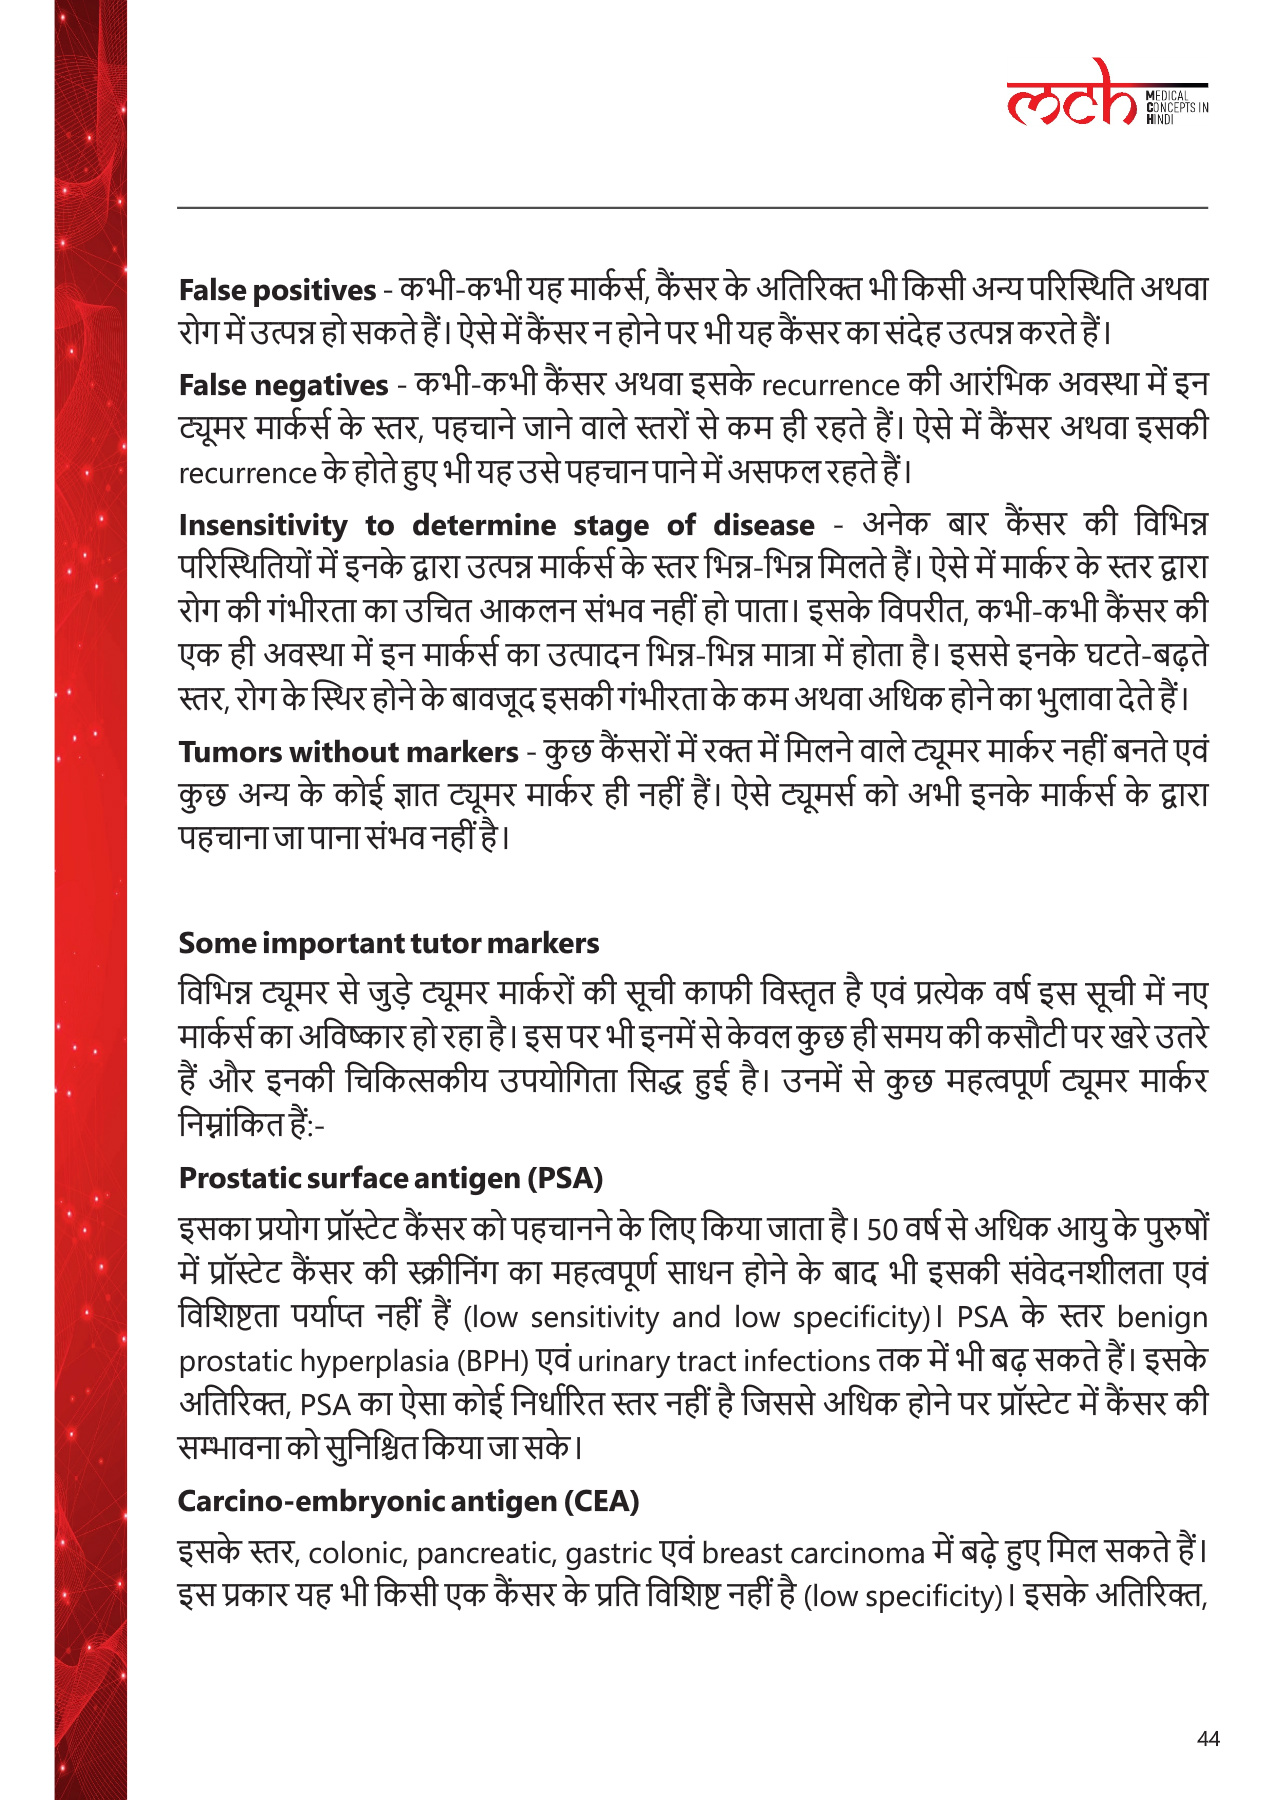 mch MEDICAL
CONCEPTS IN
HINDI
False positives - कभी-कभी यह मार्कर्स, कैंसर के अतिरिक्त भी किसी अन्य परिस्थिति अथवा
रोग में उत्पन्न हो सकते हैं। ऐसे में कैंसर न होने पर भी यह कैंसर का संदेह उत्पन्न करते हैं।
False negatives - कभी-कभी कैंसर अथवा इसके recurrence की आरंभिक अवस्था में इन
ट्यूमर मार्कर्स के स्तर, पहचाने जाने वाले स्तरों से कम ही रहते हैं। ऐसे में कैंसर अथवा इसकी
recurrence के होते हुए भी यह उसे पहचान पाने में असफल रहते हैं।
Insensitivity to determine stage of disease - अनेक बार कैंसर की विभिन्न
परिस्थितियों में इनके द्वारा उत्पन्न मार्कर्स के स्तर भिन्न-भिन्न मिलते हैं। ऐसे में मार्कर के स्तर द्वारा
रोग की गंभीरता का उचित आकलन संभव नहीं हो पाता। इसके विपरीत, कभी-कभी कैंसर की
एक ही अवस्था में इन मार्कर्स का उत्पादन भिन्न-भिन्न मात्रा में होता है। इससे इनके घटते-बढ़ते
स्तर, रोग के स्थिर होने के बावजूद इसकी गंभीरता के कम अथवा अधिक होने का भुलावा देते हैं।
Tumors without markers - कुछ कैंसरों में रक्त में मिलने वाले ट्यूमर मार्कर नहीं बनते एवं
कुछ अन्य के कोई ज्ञात ट्यूमर मार्कर ही नहीं हैं। ऐसे ट्यूमर्स को अभी इनके मार्कर्स के द्वारा
पहचाना जा पाना संभव नहीं है।
Some important tutor markers
विभिन्न ट्यूमर से जुड़े ट्यूमर मार्करों की सूची काफी विस्तृत है एवं प्रत्येक वर्ष इस सूची में नए
मार्कर्स का अविष्कार हो रहा है। इस पर भी इनमें से केवल कुछ ही समय की कसौटी पर खरे उतरे
हैं और इनकी चिकित्सकीय उपयोगिता सिद्ध हुई है। उनमें से कुछ महत्वपूर्ण ट्यूमर मार्कर
निम्नांकित हैं:-
Prostatic surface antigen (PSA)
इसका प्रयोग प्रॉस्टेट कैंसर को पहचानने के लिए किया जाता है। 50 वर्ष से अधिक आयु के पुरुषों
में प्रॉस्टेट कैंसर की स्क्रीनिंग का महत्वपूर्ण साधन होने के बाद भी इसकी संवेदनशीलता एवं
विशिष्टता पर्याप्त नहीं हैं (low sensitivity and low specificity)। PSA के स्तर benign
prostatic hyperplasia (BPH) एवं urinary tract infections तक में भी बढ़ सकते हैं। इसके
अतिरिक्त, PSA का ऐसा कोई निर्धारित स्तर नहीं है जिससे अधिक होने पर प्रॉस्टेट में कैंसर की
सम्भावना को सुनिश्चित किया जा सके।
Carcino-embryonic antigen (CEA)
इसके स्तर, colonic, pancreatic, gastric एवं breast carcinoma में बढ़े हुए मिल सकते हैं।
इस प्रकार यह भी किसी एक कैंसर के प्रति विशिष्ट नहीं है (low specificity)। इसके अतिरिक्त,
44